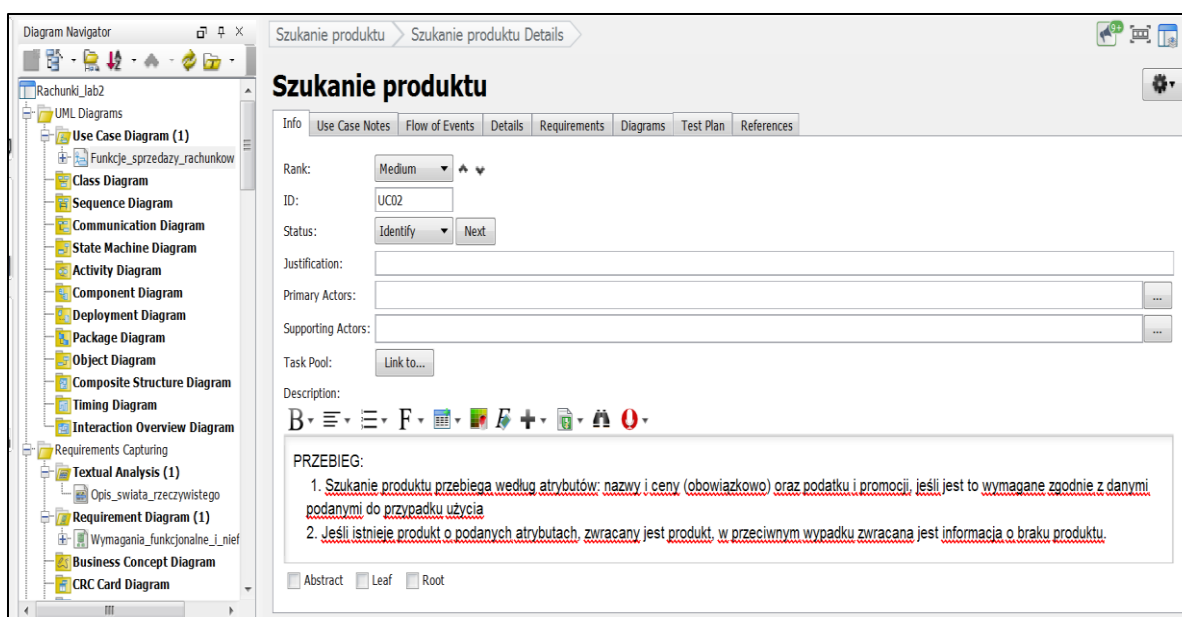 Diagram Navigator
Rachunki_lab2
UML Diagrams
Use Case Diagram (1)
Funkcje_sprzedazy_rachunkow
Class Diagram
Sequence Diagram
Communication Diagram
State Machine Diagram
Activity Diagram
Component Diagram
Deployment Diagram
Package Diagram
Object Diagram
Composite Structure Diagram
Timing Diagram
Interaction Overview Diagram
Requirements Capturing
Textual Analysis (1)
Opis_swiata_rzeczywistego
Requirement Diagram (1)
Wymagania_funkcjonalne_i_nief
Business Concept Diagram
CRC Card Diagram
Szukanie produktu Szukanie produktu Details
9+
Szukanie produktu
Info Use Case Notes Flow of Events Details Requirements Diagrams Test Plan References
Rank: Medium
ID: UC02
Status: Identify Next
Justification:
Primary Actors: ...
Supporting Actors: ...
Task Pool: Link to...
Description:
B F F
PRZEBIEG:
1. Szukanie produktu przebiega według atrybutów: nazwy i ceny (obowiązkowo) oraz podatku i promocji, jeśli jest to wymagane zgodnie z danymi
podanymi do przypadku użycia
2. Jeśli istnieje produkt o podanych atrybutach, zwracany jest produkt, w przeciwnym wypadku zwracana jest informacja o braku produktu.
Abstract Leaf Root